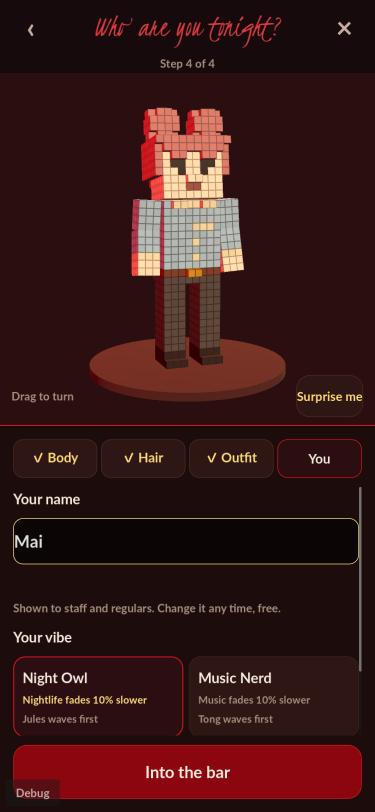 ‹
Who are you tonight?
✕
Step 4 of 4
Drag to turn
Surprise me
✓ Body
✓ Hair
✓ Outfit
You
Your name
Mai
Shown to staff and regulars. Change it any time, free.
Your vibe
Night Owl
Nightlife fades 10% slower
Jules waves first
Music Nerd
Music fades 10% slower
Tong waves first
Into the bar
Debug